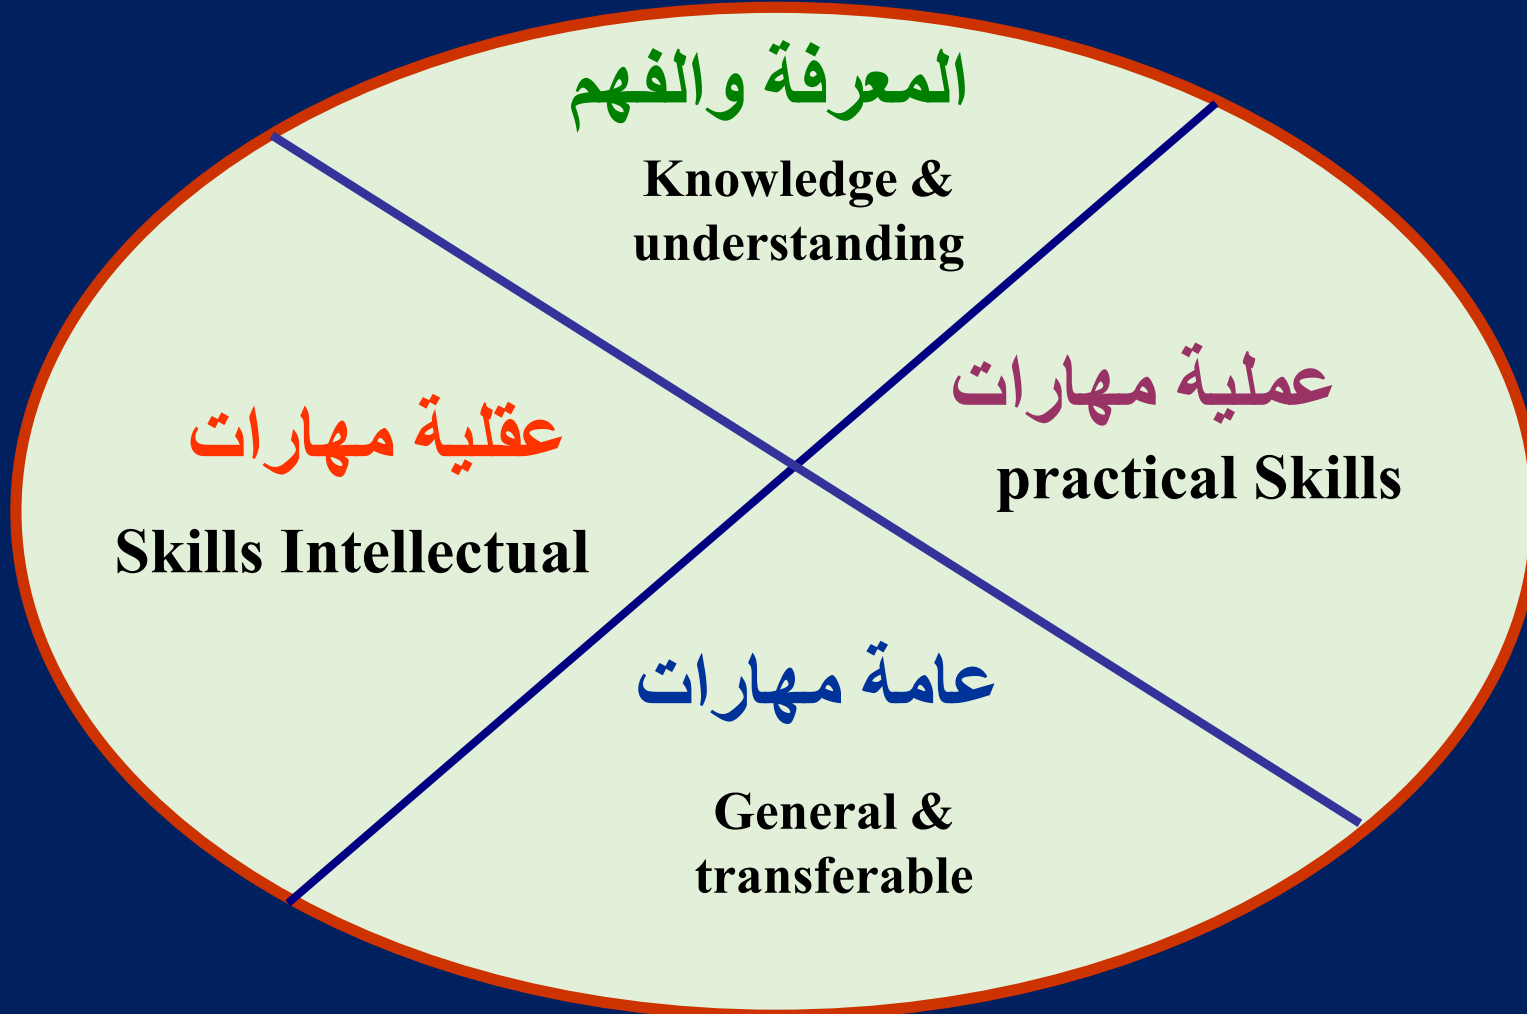 المعرفة والفهم
Knowledge &
understanding
عملية مهارات
practical Skills
عقلية مهارات
Skills Intellectual
عامة مهارات
General &
transferable